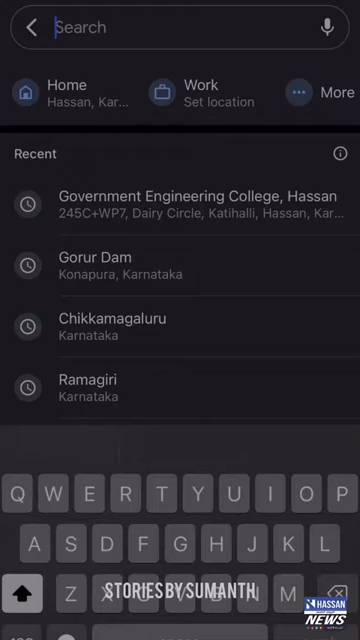 Search
Home
Hassan, Kar...
Work
Set location
More
Recent
Government Engineering College, Hassan
245C+WP7, Dairy Circle, Katihalli, Hassan, Kar...
Gorur Dam
Konapura, Karnataka
Chikkamagaluru
Karnataka
Ramagiri
Karnataka
Q W E R T Y U I O P
A S D F G H J K L
Z X C V B N M
STORIES BY SUMANTH
HASSAN
NEWS